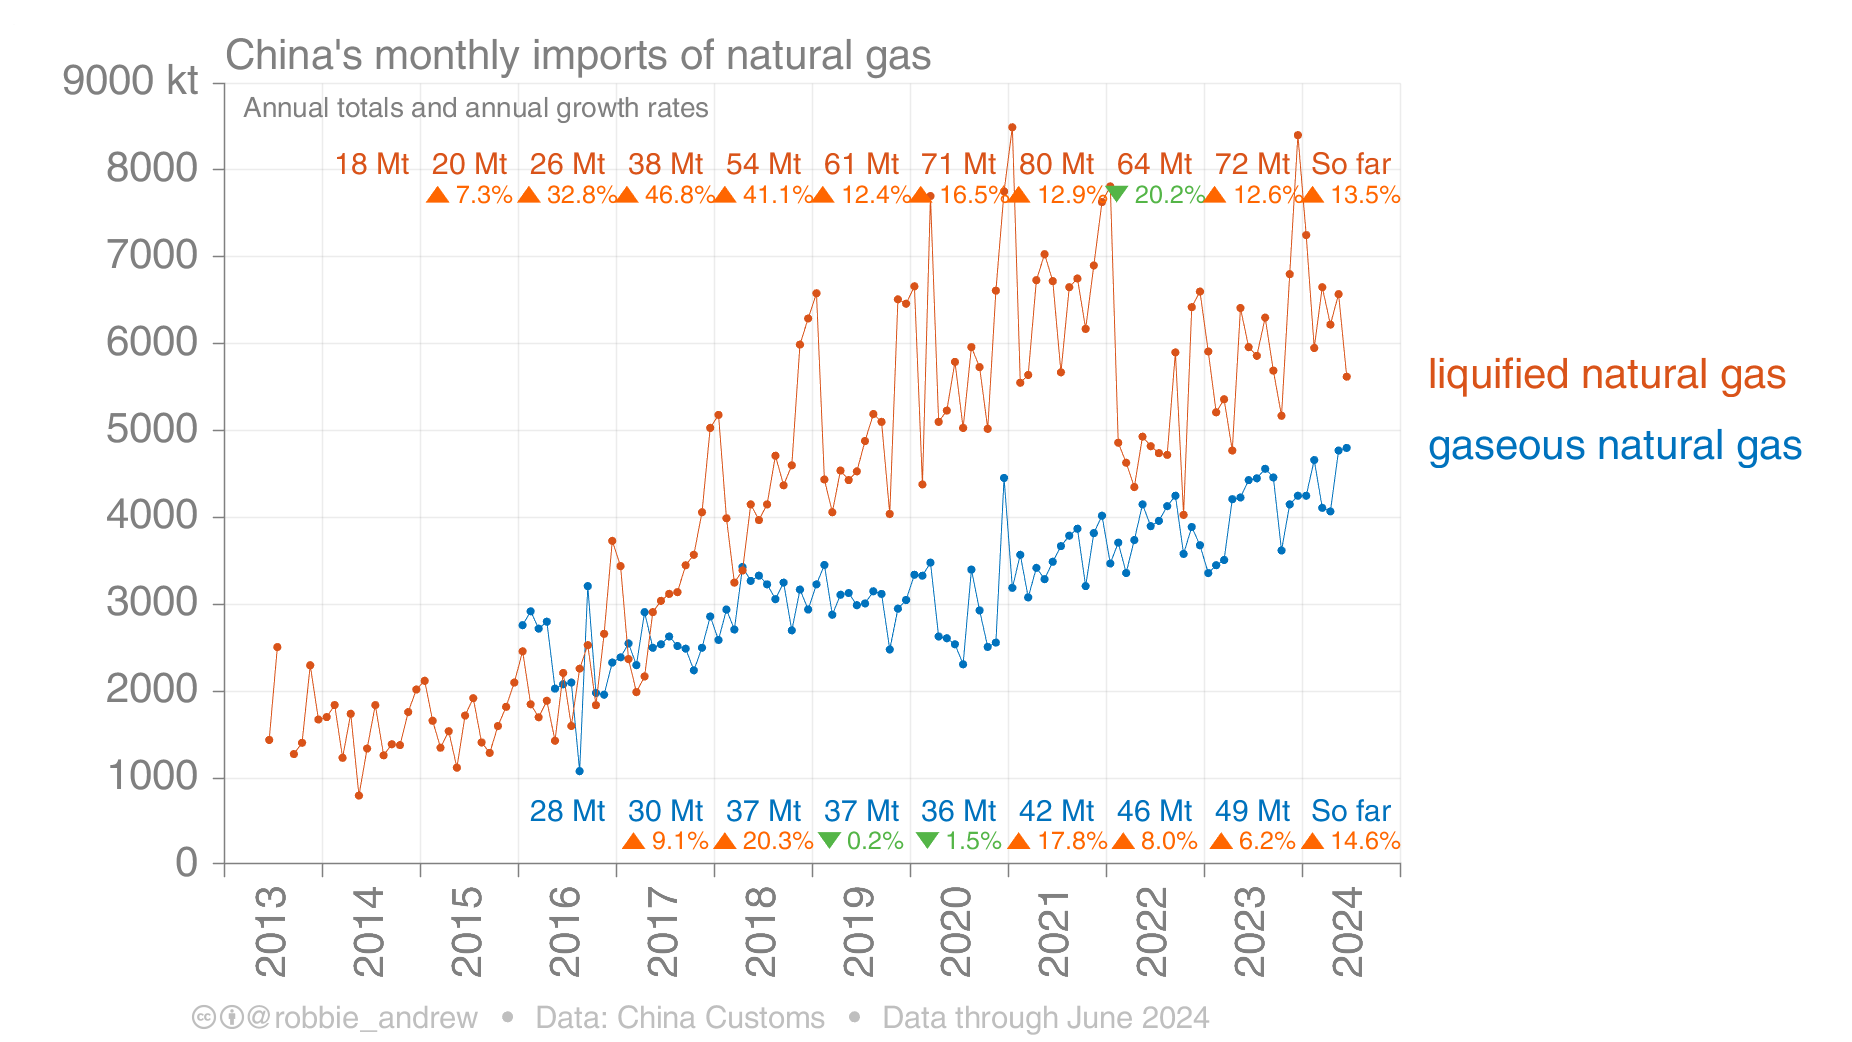 China's monthly imports of natural gas
9000 kt
Annual totals and annual growth rates
18 Mt 20 Mt 26 Mt 38 Mt 54 Mt 61 Mt 71 Mt 80 Mt 64 Mt 72 Mt So far
8000
▲ 7.3% ▲ 32.8% ▲ 46.8% ▲ 41.1% ▲ 12.4% ▲ 16.5% ▲ 12.9% ▼ 20.2% ▲ 12.6% ▲ 13.5%
7000
6000
liquified natural gas
5000
gaseous natural gas
4000
3000
2000
1000
28 Mt 30 Mt 37 Mt 37 Mt 36 Mt 42 Mt 46 Mt 49 Mt So far
▲ 9.1% ▲ 20.3% ▼ 0.2% ▼ 1.5% ▲ 17.8% ▲ 8.0% ▲ 6.2% ▲ 14.6%
0
2013 2014 2015 2016 2017 2018 2019 2020 2021 2022 2023 2024
@robbie_andrew • Data: China Customs • Data through June 2024